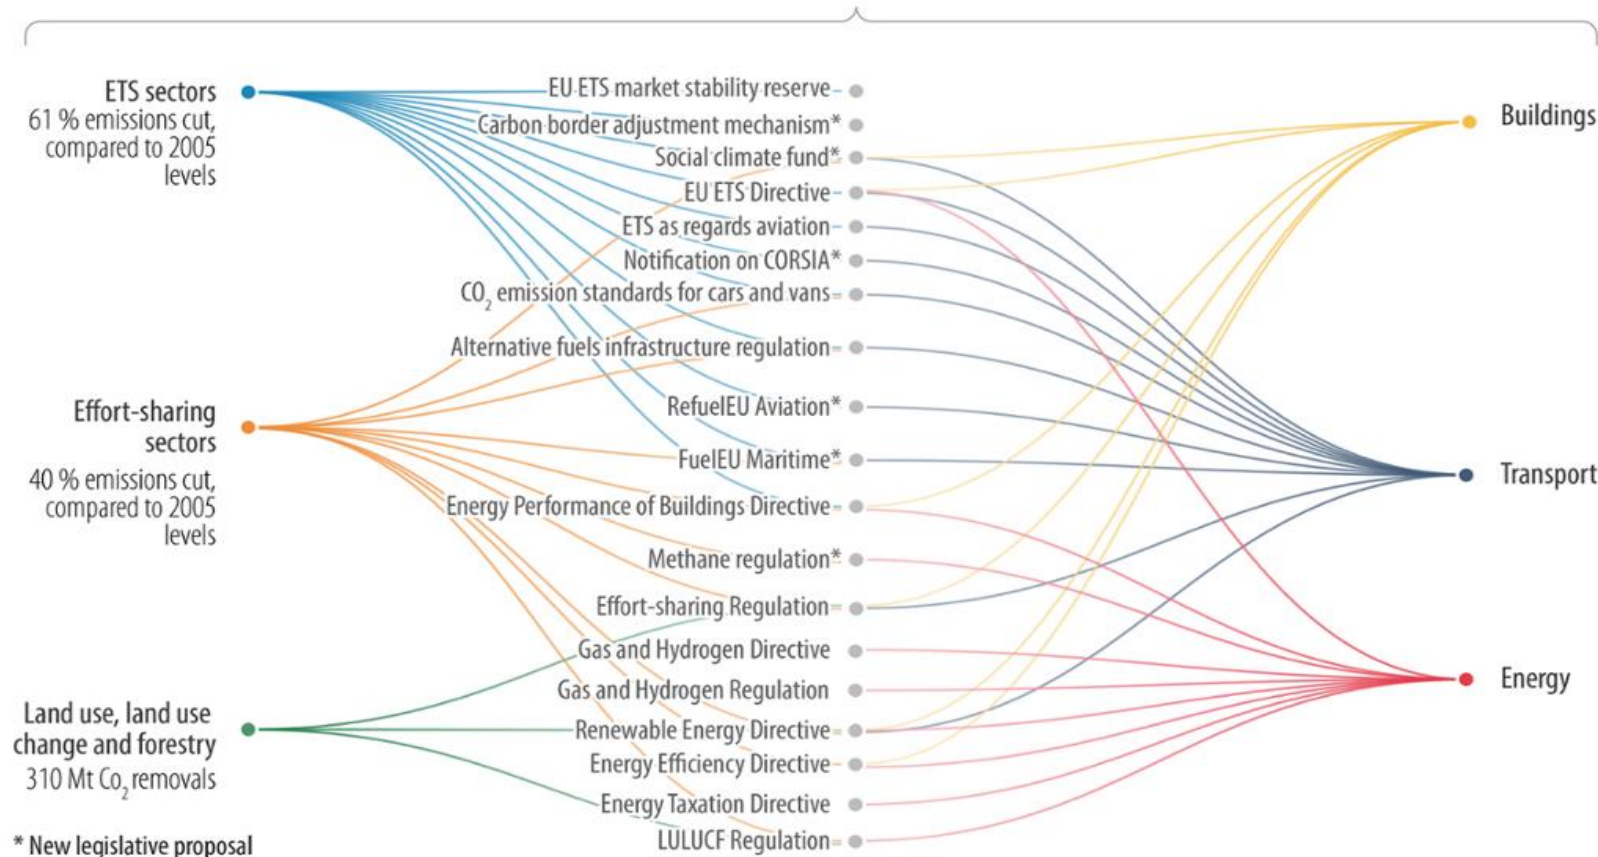 ETS sectors
61 % emissions cut,
compared to 2005
levels
Effort-sharing
sectors
40 % emissions cut,
compared to 2005
levels
Land use, land use
change and forestry
310 Mt Co₂ removals
* New legislative proposal
EU ETS market stability reserve
Carbon border adjustment mechanism*
Social climate fund*
EU ETS Directive
ETS as regards aviation
Notification on CORSIA*
CO₂ emission standards for cars and vans
Alternative fuels infrastructure regulation
RefuelEU Aviation*
FuelEU Maritime*
Energy Performance of Buildings Directive
Methane regulation*
Effort-sharing Regulation
Gas and Hydrogen Directive
Gas and Hydrogen Regulation
Renewable Energy Directive
Energy Efficiency Directive
Energy Taxation Directive
LULUCF Regulation
Buildings
Transport
Energy